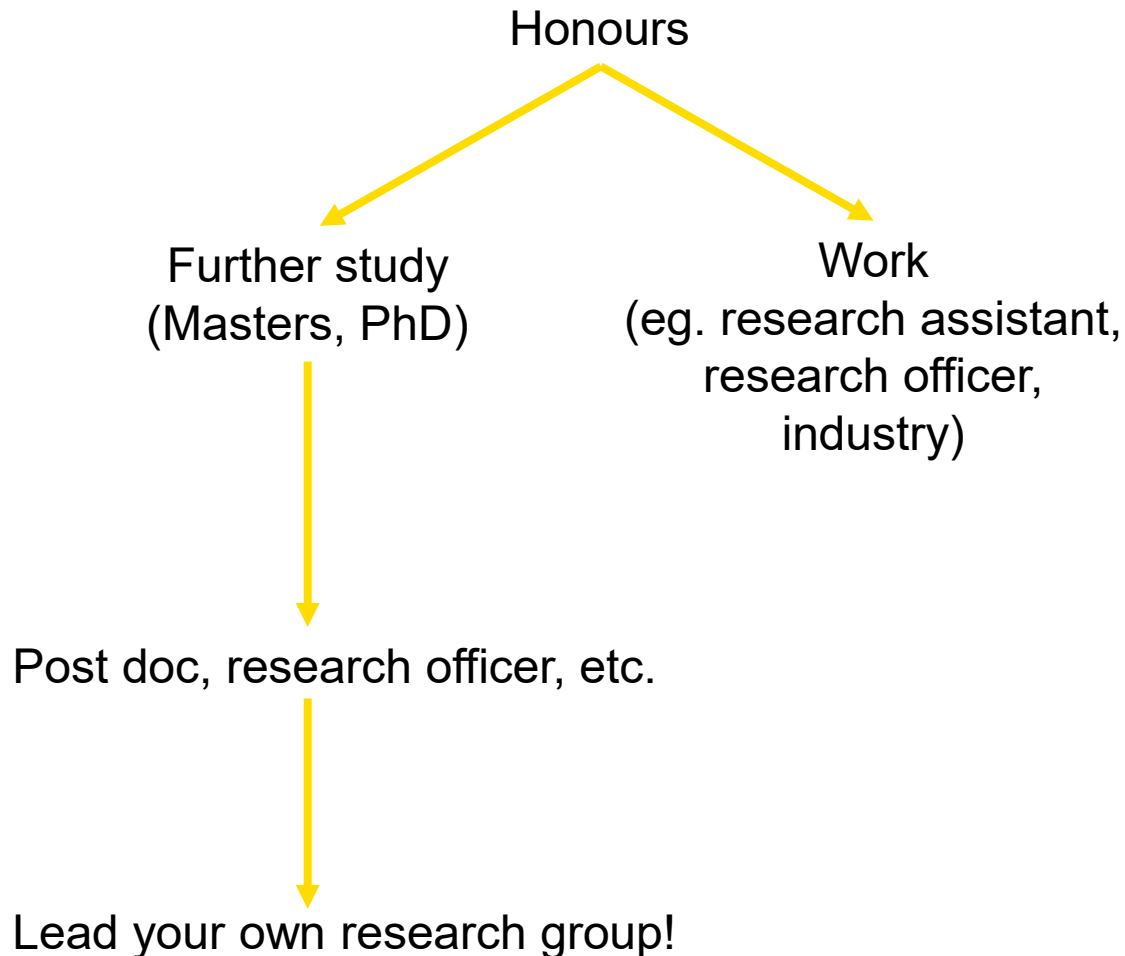 Honours
Further study
(Masters, PhD)
Work
(eg. research assistant,
research officer,
industry)
Post doc, research officer, etc.
Lead your own research group!